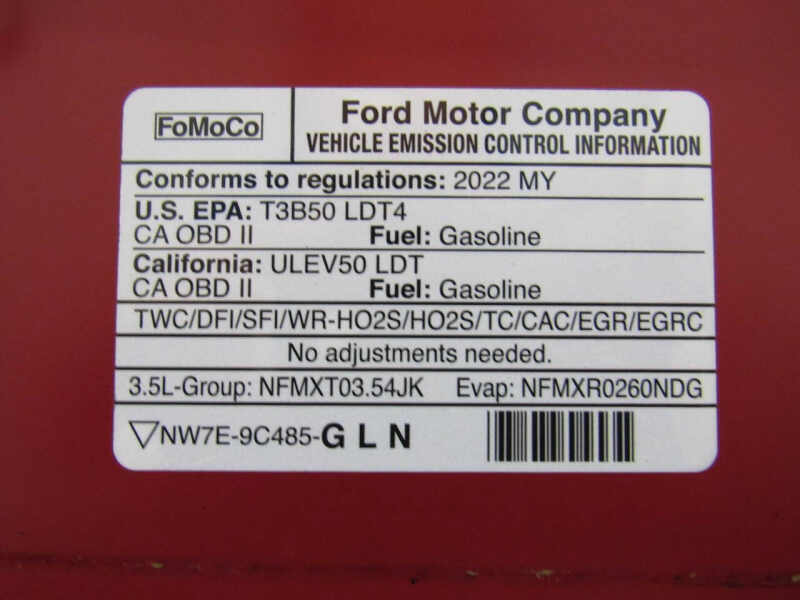 FoMoCo
Ford Motor Company
VEHICLE EMISSION CONTROL INFORMATION
Conforms to regulations: 2022 MY
U.S. EPA: T3B50 LDT4
CA OBD II Fuel: Gasoline
California: ULEV50 LDT
CA OBD II Fuel: Gasoline
TWC/DFI/SFI/WR-HO2S/HO2S/TC/CAC/EGR/EGRC
No adjustments needed.
3.5L-Group: NFMXT03.54JK Evap: NFMXR0260NDG
▽NW7E-9C485-G L N